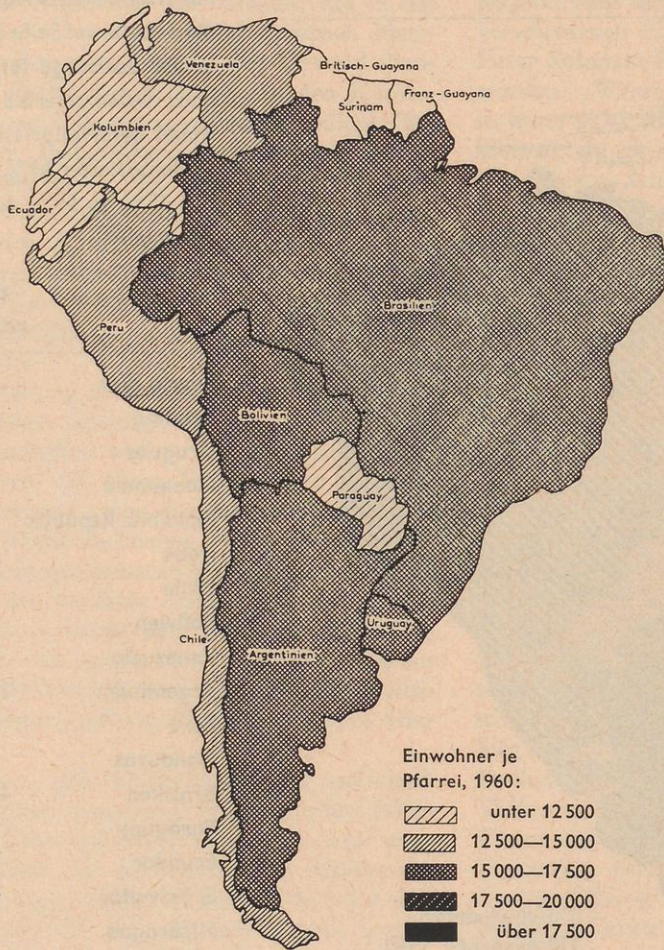 Venezuela
Britisch-Guayana
Franz-Guayana
Surinam
Kolumbien
Ecuador
Brasilien
Peru
Bolivien
Paraguay
Uruguay
Chile
Argentinien
Einwohner je
Pfarrei, 1960:
unter 12 500
12 500—15 000
15 000—17 500
17 500—20 000
über 17 500